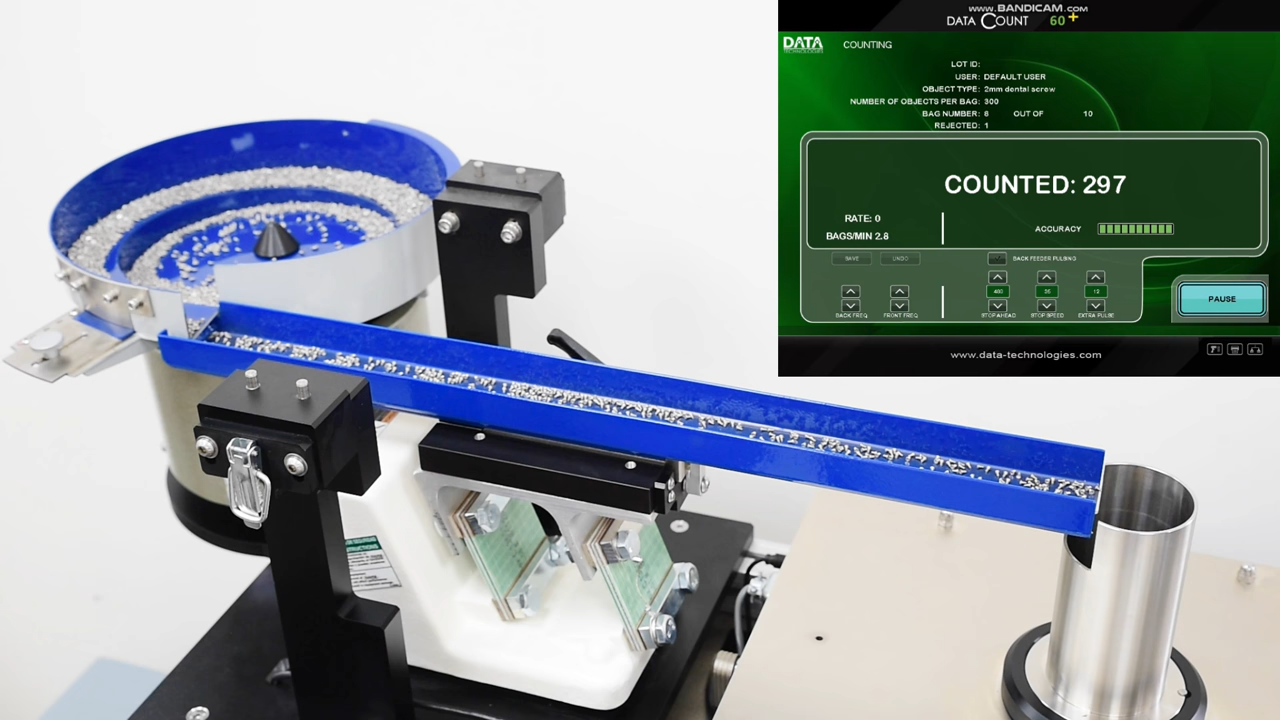 www.BANDICAM.com
DATA COUNT 60+
DATA
TECHNOLOGIES
COUNTING
LOT ID:
USER: DEFAULT USER
OBJECT TYPE: 2mm dental screw
NUMBER OF OBJECTS PER BAG: 300
BAG NUMBER: 8 OUT OF 10
REJECTED: 1
COUNTED: 297
RATE: 0
BAGS/MIN 2.8
ACCURACY
SAVE UNDO
BACK FEEDER PULSING
BACK FREQ FRONT FREQ
STOP AHEAD STOP SPEED EXTRA PULSE
PAUSE
www.data-technologies.com